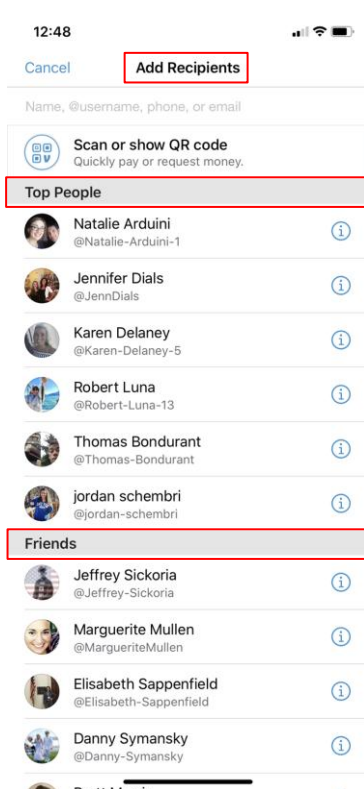 12:48
Cancel
Add Recipients
Name, @username, phone, or email
Scan or show QR code
Quickly pay or request money.
Top People
Natalie Arduini
@Natalie-Arduini-1
Jennifer Dials
@JennDials
Karen Delaney
@Karen-Delaney-5
Robert Luna
@Robert-Luna-13
Thomas Bondurant
@Thomas-Bondurant
jordan schembri
@jordan-schembri
Friends
Jeffrey Sickoria
@Jeffrey-Sickoria
Marguerite Mullen
@MargueriteMullen
Elisabeth Sappenfield
@Elisabeth-Sappenfield
Danny Symansky
@Danny-Symansky